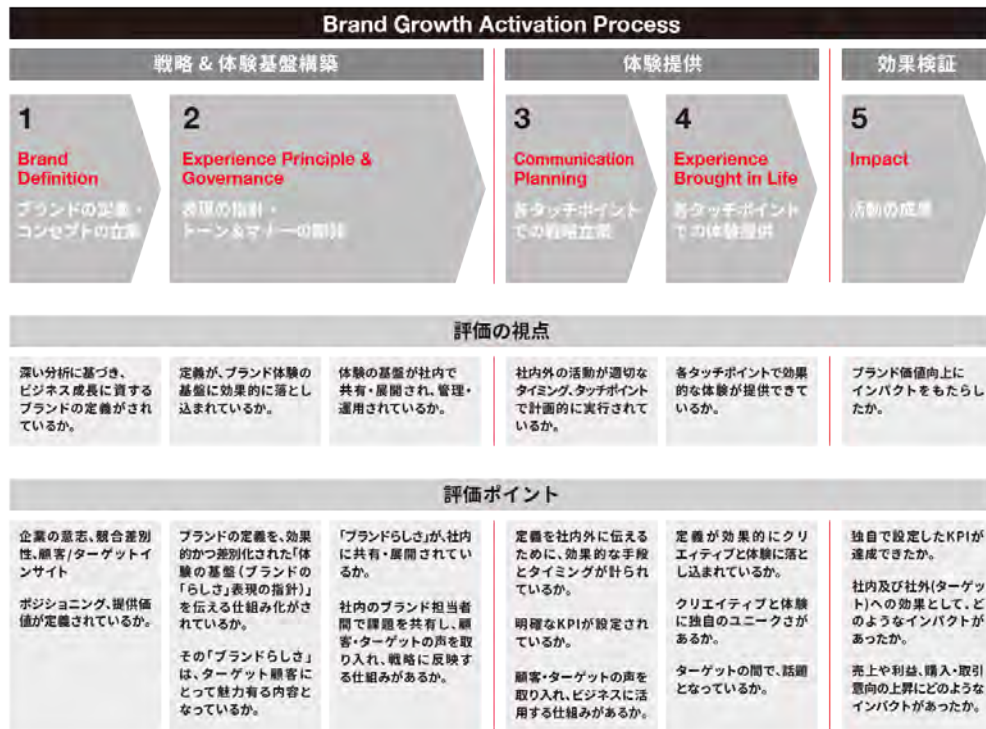 Brand Growth Activation Process
戦略 & 体験基盤構築
体験提供
効果検証
1
Brand
Definition
ブランドの定義・
コンセプトの立案
2
Experience Principle &
Governance
表現の指針・
トーン&マナーの開発
3
Communication
Planning
各タッチポイント
での戦略立案
4
Experience
Brought in Life
各タッチポイント
での体験提供
5
Impact
活動の成果
評価の視点
深い分析に基づき、
ビジネス成長に資する
ブランドの定義がされ
ているか。
定義が、ブランド体験の
基盤に効果的に落とし
込まれているか。
体験の基盤が社内で
共有・展開され、管理・
運用されているか。
社内外の活動が適切な
タイミング、タッチポイント
で計画的に実行されて
いるか。
各タッチポイントで効果
的な体験が提供できて
いるか。
ブランド価値向上に
インパクトをもたらし
たか。
評価ポイント
企業の意志、競合差別
性、顧客/ターゲットイ
ンサイト
ポジショニング、提供価
値が定義されているか。
ブランドの定義を、効果
的かつ差別化された「体
験の基盤(ブランドの
「らしさ」表現の指針)」
を伝える仕組み化がさ
れているか。
その「ブランドらしさ」
は、ターゲット顧客に
とって魅力有る内容と
なっているか。
「ブランドらしさ」が、社内
に共有・展開されてい
るか。
社内のブランド担当者
間で課題を共有し、顧
客・ターゲットの声を取
り入れ、戦略に反映す
る仕組みがあるか。
定義を社内外に伝える
ために、効果的な手段
とタイミングが計られ
ているか。
明確なKPIが設定され
ているか。
顧客・ターゲットの声を
取り入れ、ビジネスに活
用する仕組みがあるか。
定義が効果的にクリ
エイティブと体験に落と
し込まれているか。
クリエイティブと体験
に独自のユニークさが
あるか。
ターゲットの間で、話題
となっているか。
独自で設定したKPIが
達成できたか。
社内及び社外(ターゲッ
ト)への効果として、ど
のようなインパクトが
あったか。
売上や利益、購入・取引
意向の上昇にどのような
インパクトがあったか。